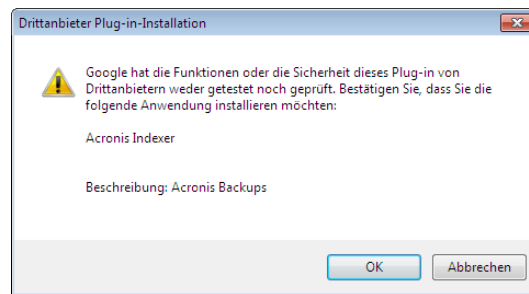 Drittanbieter Plug-in-Installation
Google hat die Funktionen oder die Sicherheit dieses Plug-in von
Drittanbietern weder getestet noch geprüft. Bestätigen Sie, dass Sie die
folgende Anwendung installieren möchten:
Acronis Indexer
Beschreibung: Acronis Backups
OK
Abbrechen